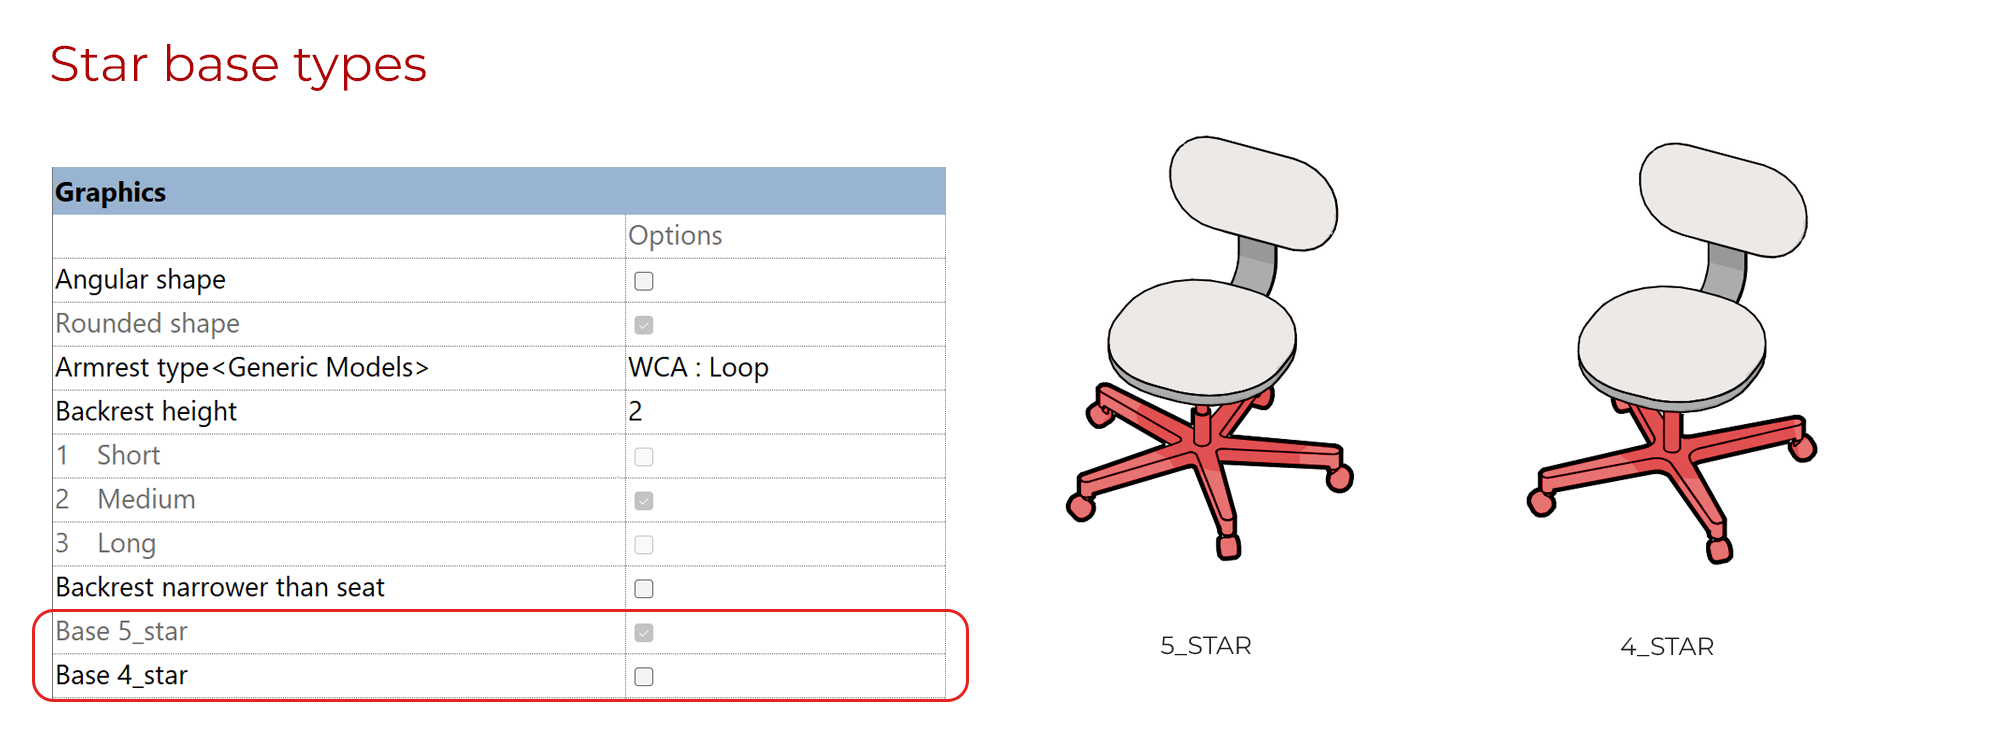 Star base types
Graphics
Options
Angular shape
Rounded shape
Armrest type<Generic Models> WCA : Loop
Backrest height 2
1 Short
2 Medium
3 Long
Backrest narrower than seat
Base 5_star
Base 4_star
5_STAR 4_STAR